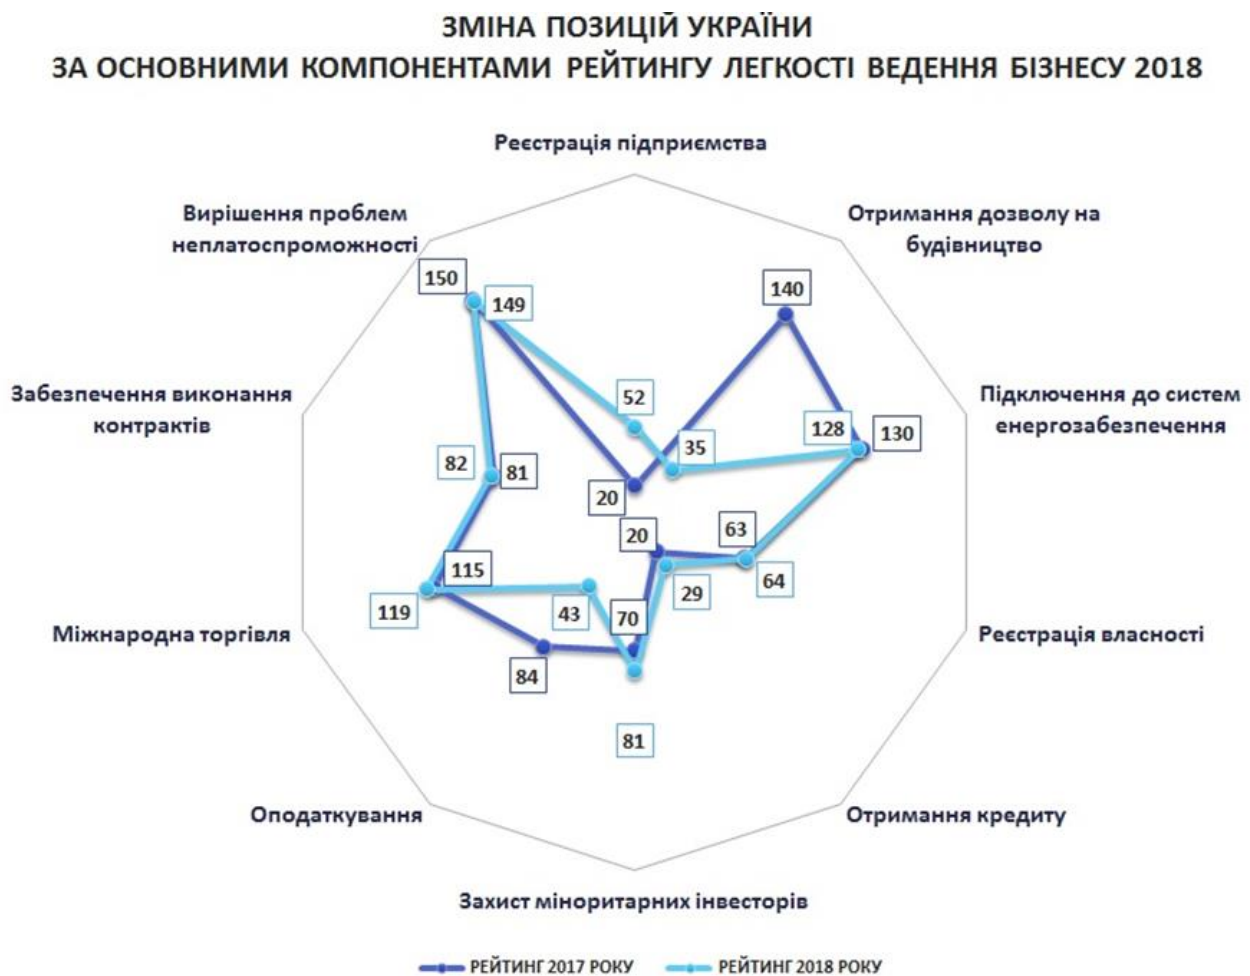 ЗМІНА ПОЗИЦІЙ УКРАЇНИ
ЗА ОСНОВНИМИ КОМПОНЕНТАМИ РЕЙТИНГУ ЛЕГКОСТІ ВЕДЕННЯ БІЗНЕСУ 2018
Реєстрація підприємства
Вирішення проблем
неплатоспроможності
Отримання дозволу на
будівництво
150
149
140
Забезпечення виконання
контрактів
52
Підключення до систем
енергозабезпечення
128
130
35
82
81
20
20
63
64
115
119
43
29
70
Міжнародна торгівля
Реєстрація власності
84
81
Оподаткування
Отримання кредиту
Захист міноритарних інвесторів
РЕЙТИНГ 2017 РОКУ
РЕЙТИНГ 2018 РОКУ